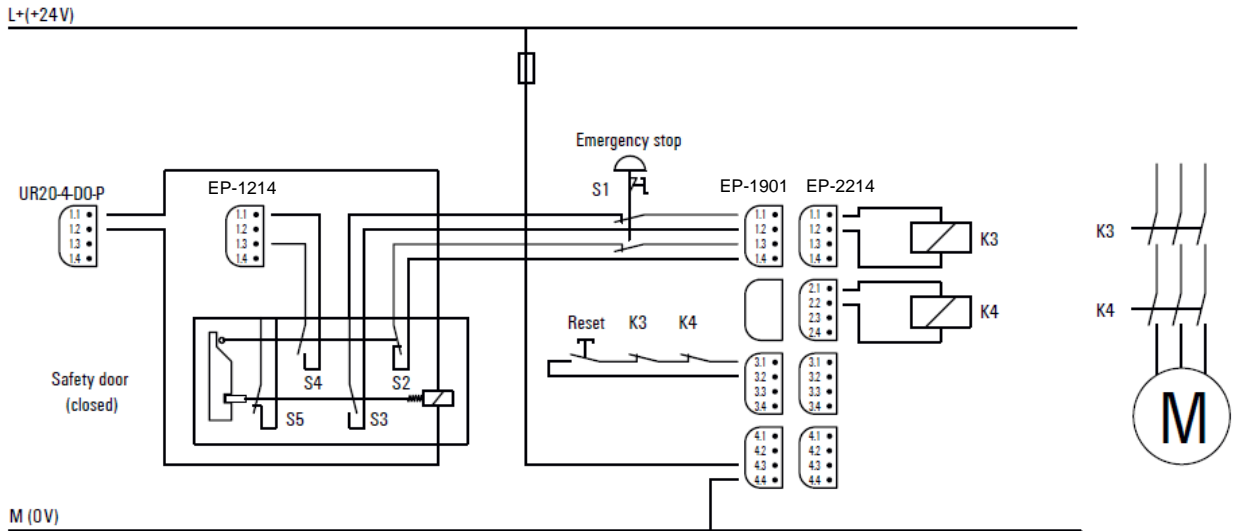 L+(+24V)
Emergency stop
S1
UR20-4-DO-P
EP-1214
EP-1901
EP-2214
1.1
1.2
1.3
1.4
1.1
1.2
1.3
1.4
1.1
1.2
1.3
1.4
1.1
1.2
1.3
1.4
K3
K3
2.1
2.2
2.3
2.4
K4
K4
Reset
K3
K4
3.1
3.2
3.3
3.4
3.1
3.2
3.3
3.4
Safety door
(closed)
S4
S2
S5
S3
M
4.1
4.2
4.3
4.4
4.1
4.2
4.3
4.4
M (0V)